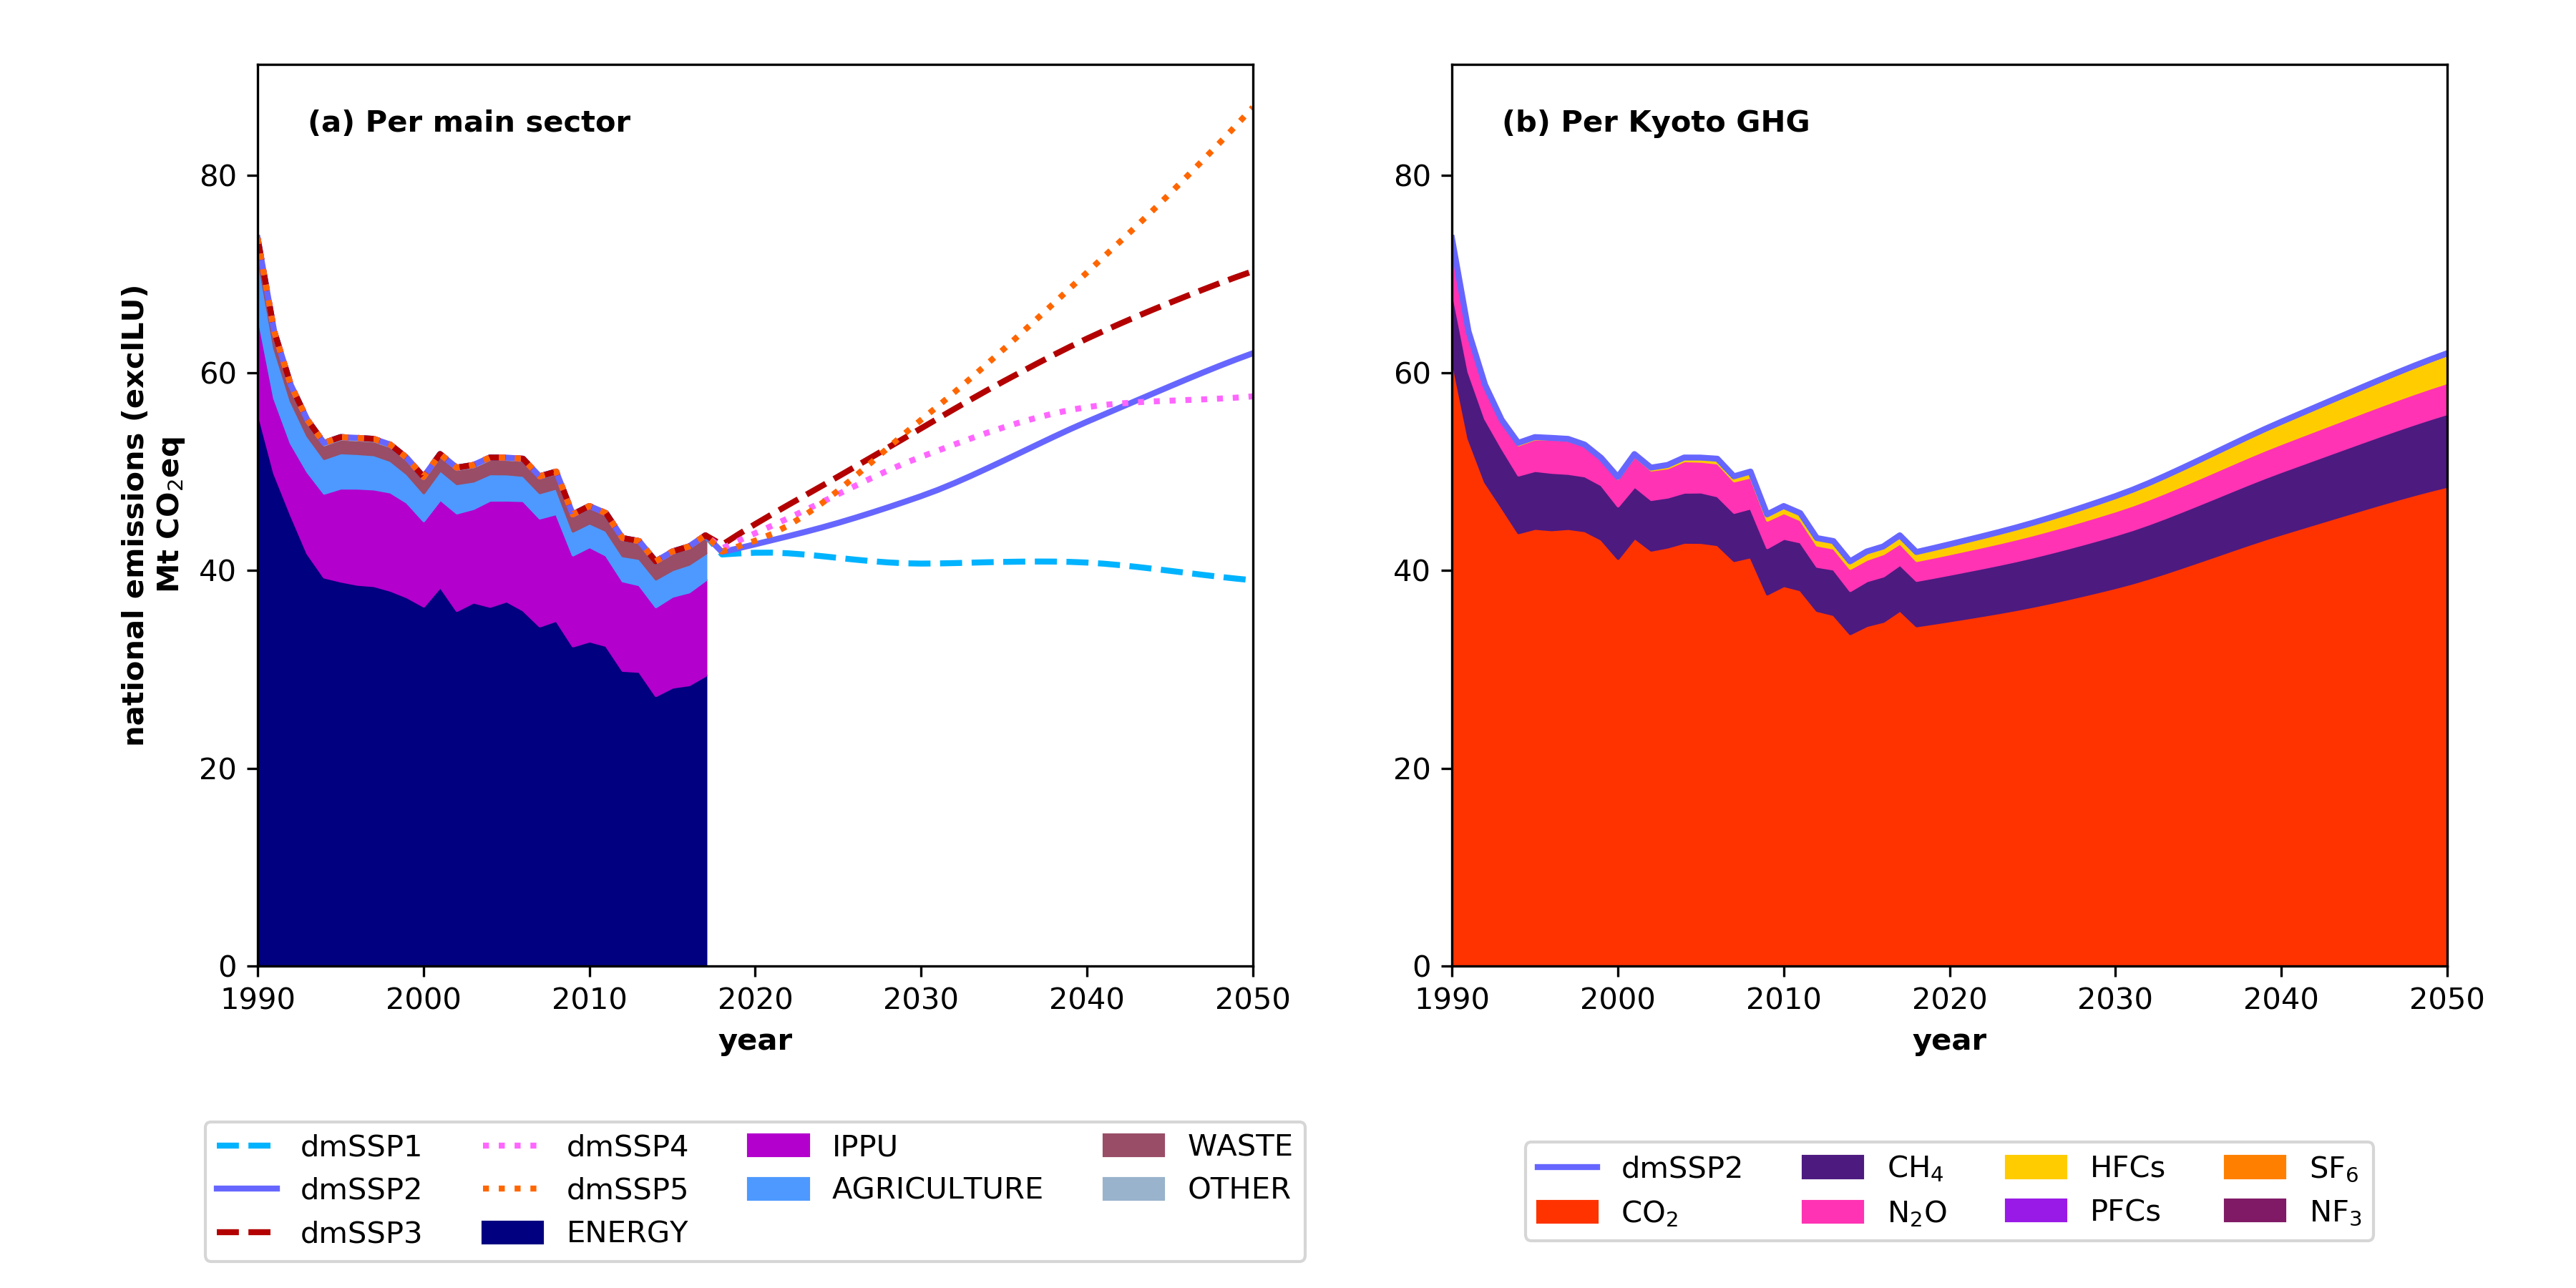 (a) Per main sector
national emissions (exclLU)
Mt CO₂eq
80
60
40
20
0
1990 2000 2010 2020 2030 2040 2050
year
dmSSP1 dmSSP4 IPPU WASTE
dmSSP2 dmSSP5 AGRICULTURE OTHER
dmSSP3 ENERGY
(b) Per Kyoto GHG
80
60
40
20
0
1990 2000 2010 2020 2030 2040 2050
year
dmSSP2 CH₄ HFCs SF₆
CO₂ N₂O PFCs NF₃